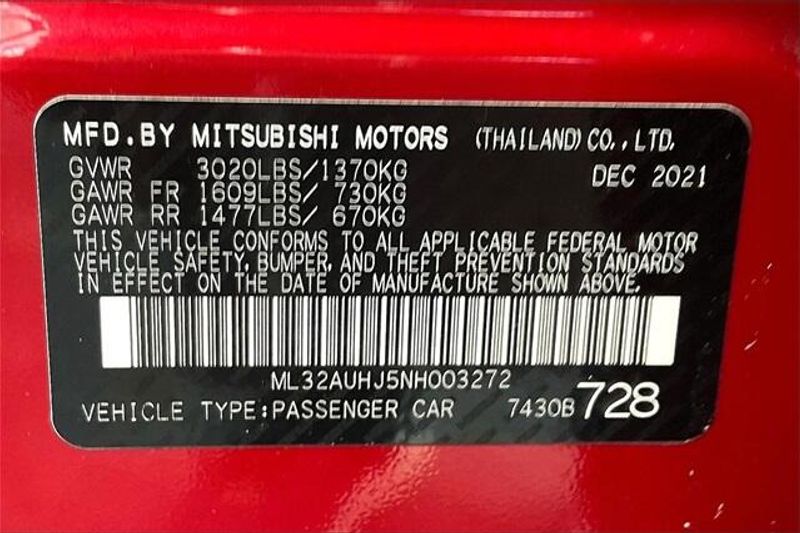 MFD.BY MITSUBISHI MOTORS (THAILAND) CO.,LTD.
GVWR 3020LBS/1370KG DEC 2021
GAWR FR 1609LBS/ 730KG
GAWR RR 1477LBS/ 670KG
THIS VEHICLE CONFORMS TO ALL APPLICABLE FEDERAL MOTOR
VEHICLE SAFETY, BUMPER, AND THEFT PREVENTION STANDARDS
IN EFFECT ON THE DATE OF MANUFACTURE SHOWN ABOVE.
ML32AUHJ5NH003272
VEHICLE TYPE:PASSENGER CAR 7430B 728